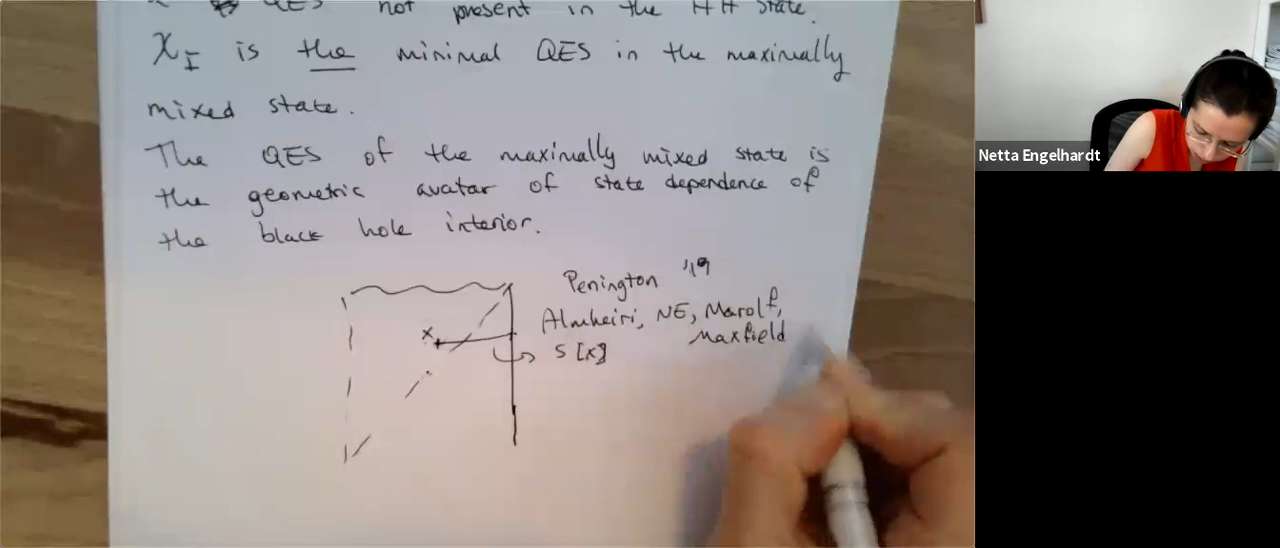 QES not present in the HH state.
X_I is the minimal QES in the maximally
mixed state.
The QES of the maximally mixed state is
the geometric avatar of state dependence of
the black hole interior.
Penington '19
Almheiri, NE, Marolf,
Maxfield
x
S[x]
Netta Engelhardt